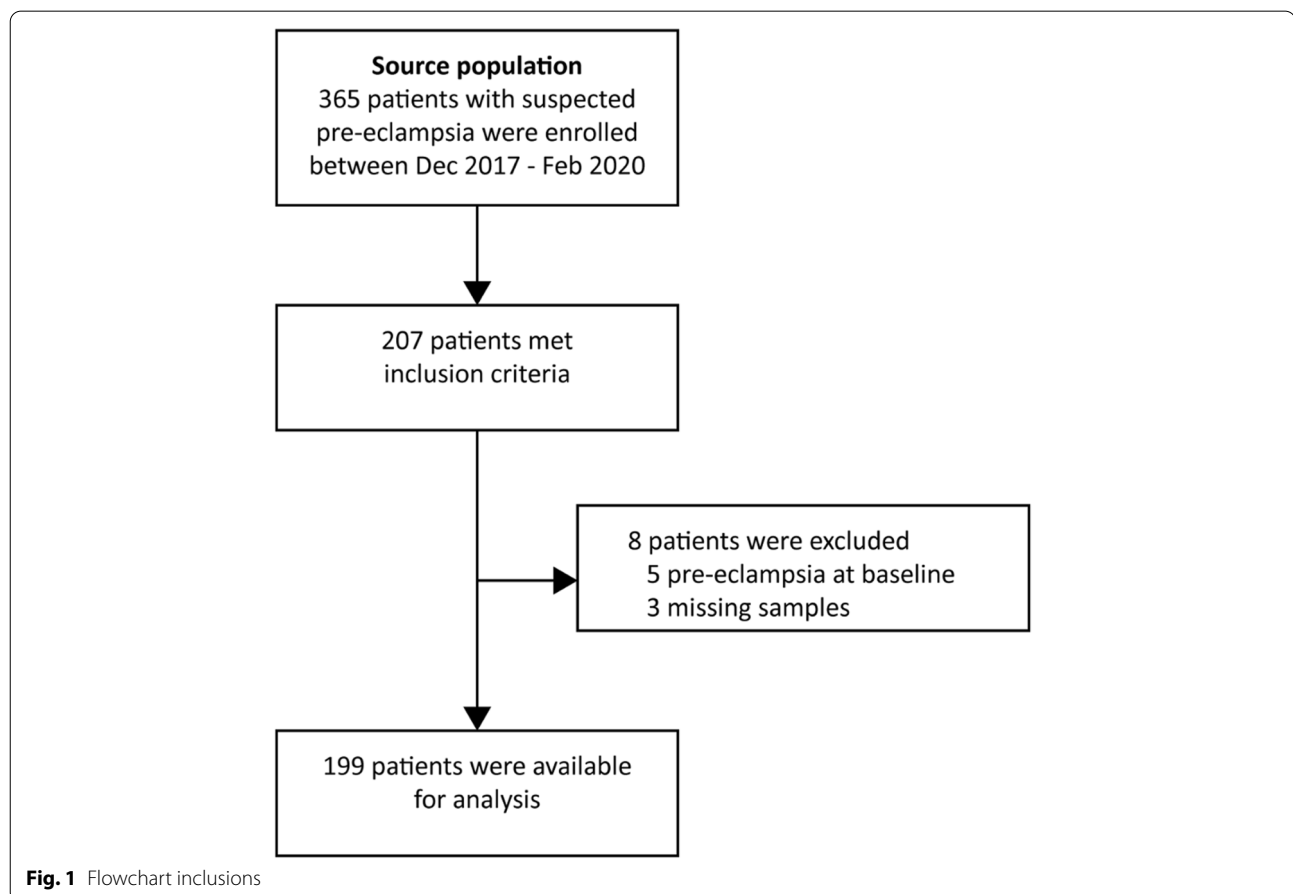 Source population
365 patients with suspected
pre-eclampsia were enrolled
between Dec 2017 - Feb 2020
207 patients met
inclusion criteria
8 patients were excluded
5 pre-eclampsia at baseline
3 missing samples
199 patients were available
for analysis
Fig. 1 Flowchart inclusions